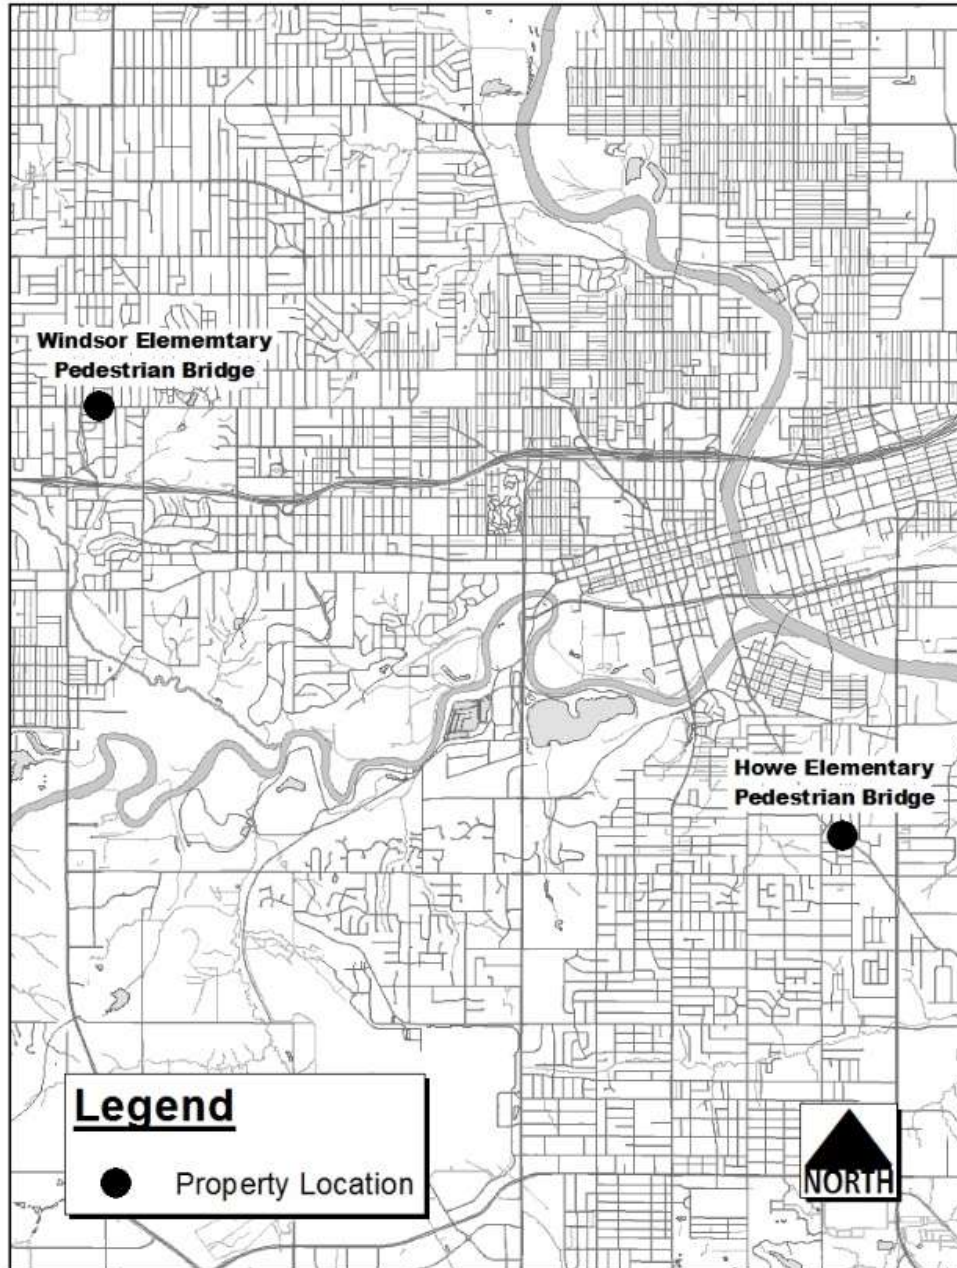 Windsor Elememtary
Pedestrian Bridge
Howe Elementary
Pedestrian Bridge
Legend
Property Location
NORTH